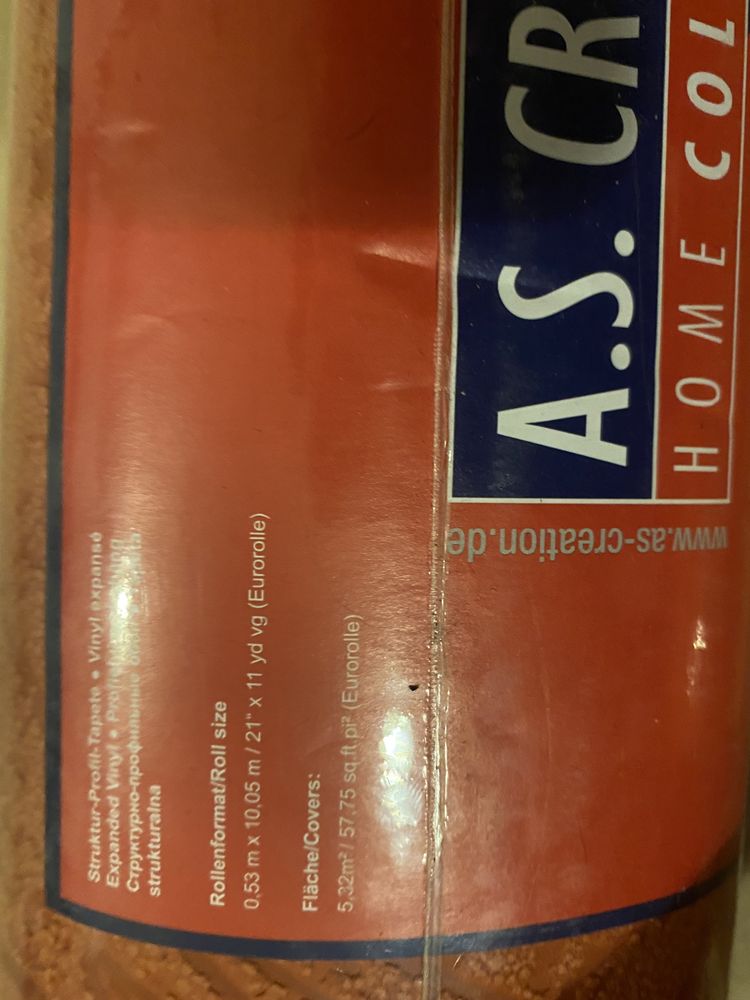 Struktur-Profil-Tapete • Vinyl expansé
Expanded Vinyl •
Структурно-профильные
strukturalna
Rollenformat/Roll size
0,53 m x 10,05 m / 21" x 11 yd vg (Eurorolle)
Fläche/Covers:
5,32m² / 57,75 sq.ft pi² (Eurorolle)
www.as-creation.de
A.S. CR
HOME COL